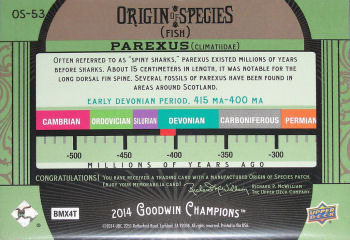 OS-53
ORIGIN OF SPECIES
(FISH)
PAREXUS (CLIMATIIDAE)
OFTEN REFERRED TO AS "SPINY SHARKS," PAREXUS EXISTED MILLIONS OF YEARS
BEFORE SHARKS. ABOUT 15 CENTIMETERS IN LENGTH, IT WAS NOTABLE FOR THE
LONG DORSAL FIN SPINE. SEVERAL FOSSILS OF PAREXUS HAVE BEEN FOUND IN
AREAS AROUND SCOTLAND.
EARLY DEVONIAN PERIOD, 415 MA-400 MA
CAMBRIAN ORDOVICIAN SILURIAN DEVONIAN CARBONIFEROUS PERMIAN
-500 -450 -400 -350 -300
MILLIONS OF YEARS AGO
CONGRATULATIONS! YOU HAVE RECEIVED A TRADING CARD WITH A MANUFACTURED ORIGIN OF SPECIES PATCH.
ENJOY YOUR MEMORABILIA CARD!
RICHARD P. MCWILLIAM
THE UPPER DECK COMPANY
BMX4T
2014 GOODWIN CHAMPIONS
UPPER DECK